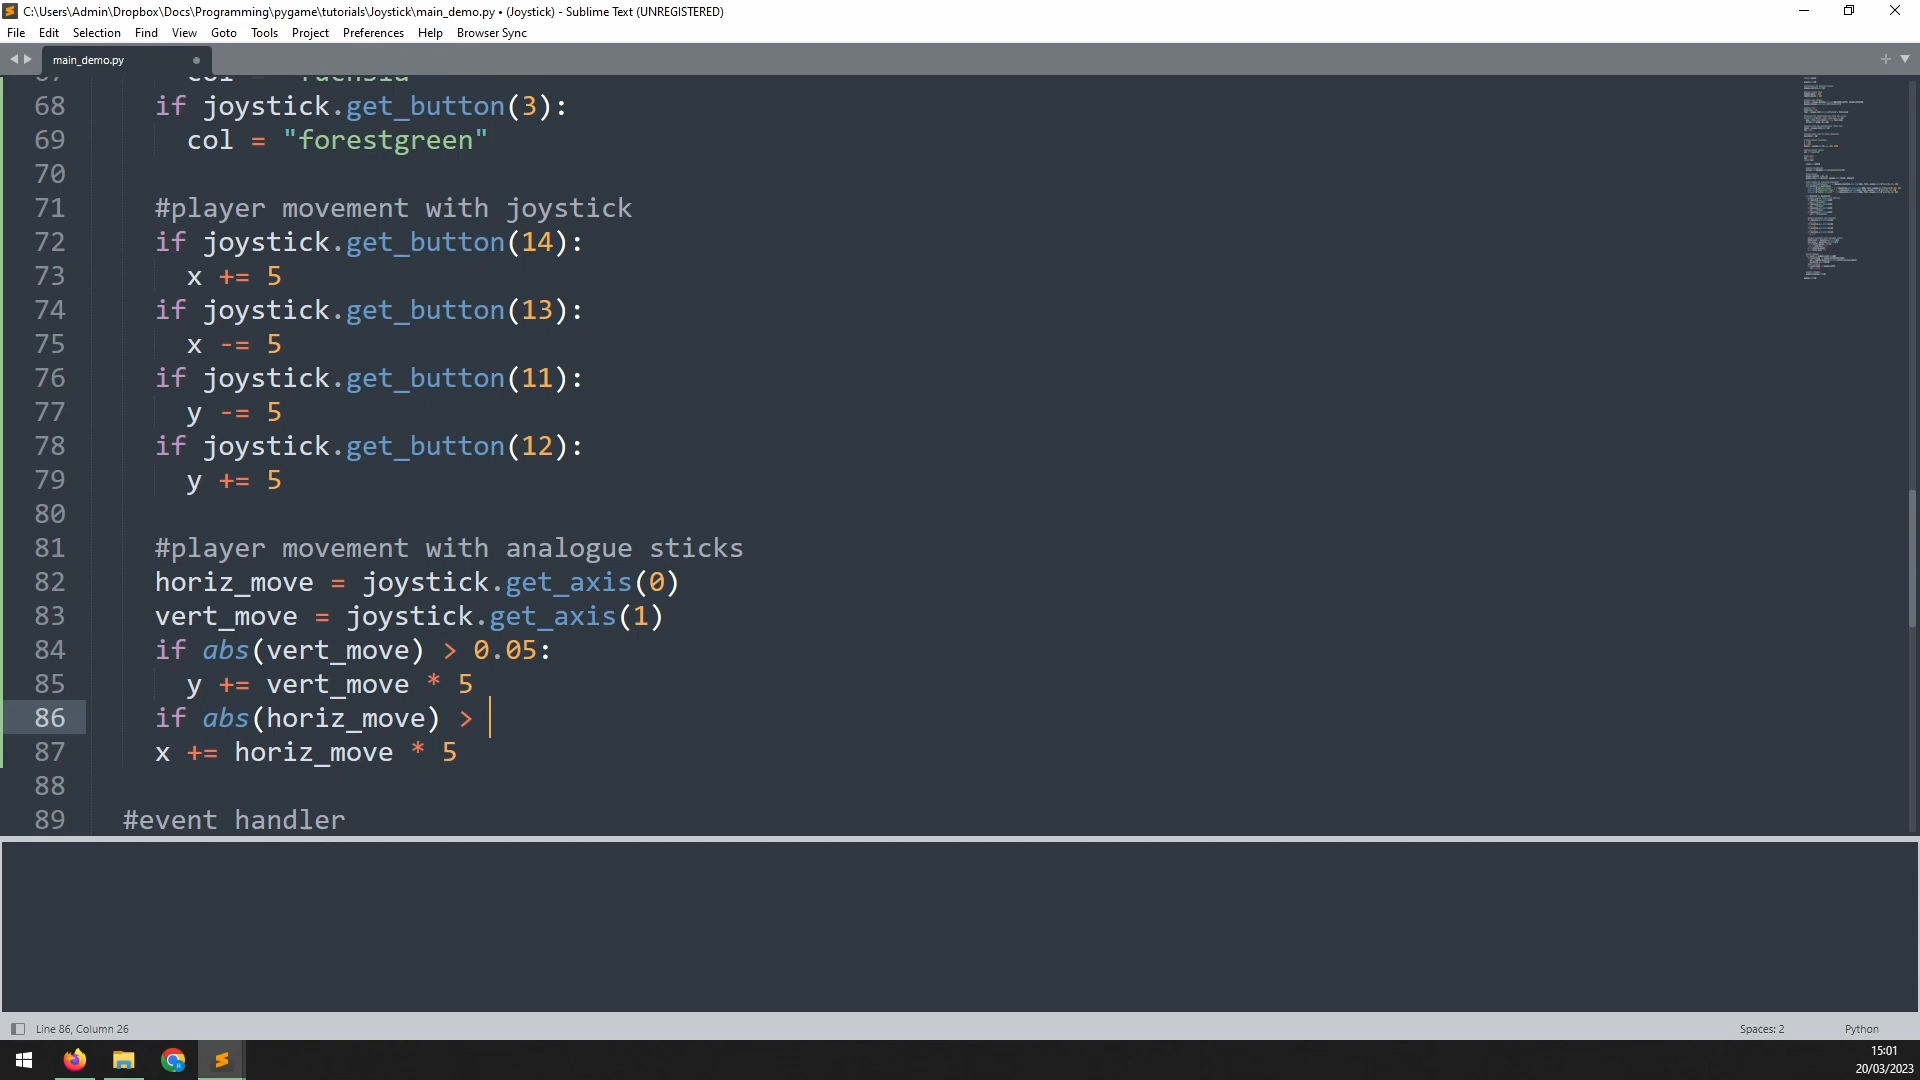 C:\Users\Admin\Dropbox\Docs\Programming\pygame\tutorials\Joystick\main_demo.py • (Joystick) - Sublime Text (UNREGISTERED)
File Edit Selection Find View Goto Tools Project Preferences Help Browser Sync
main_demo.py
68 if joystick.get_button(3):
69 col = "forestgreen"
70
71 #player movement with joystick
72 if joystick.get_button(14):
73 x += 5
74 if joystick.get_button(13):
75 x -= 5
76 if joystick.get_button(11):
77 y -= 5
78 if joystick.get_button(12):
79 y += 5
80
81 #player movement with analogue sticks
82 horiz_move = joystick.get_axis(0)
83 vert_move = joystick.get_axis(1)
84 if abs(vert_move) > 0.05:
85 y += vert_move * 5
86 if abs(horiz_move) >
87 x += horiz_move * 5
88
89 #event handler
Line 86, Column 26
Spaces: 2
Python
15:01
20/03/2023